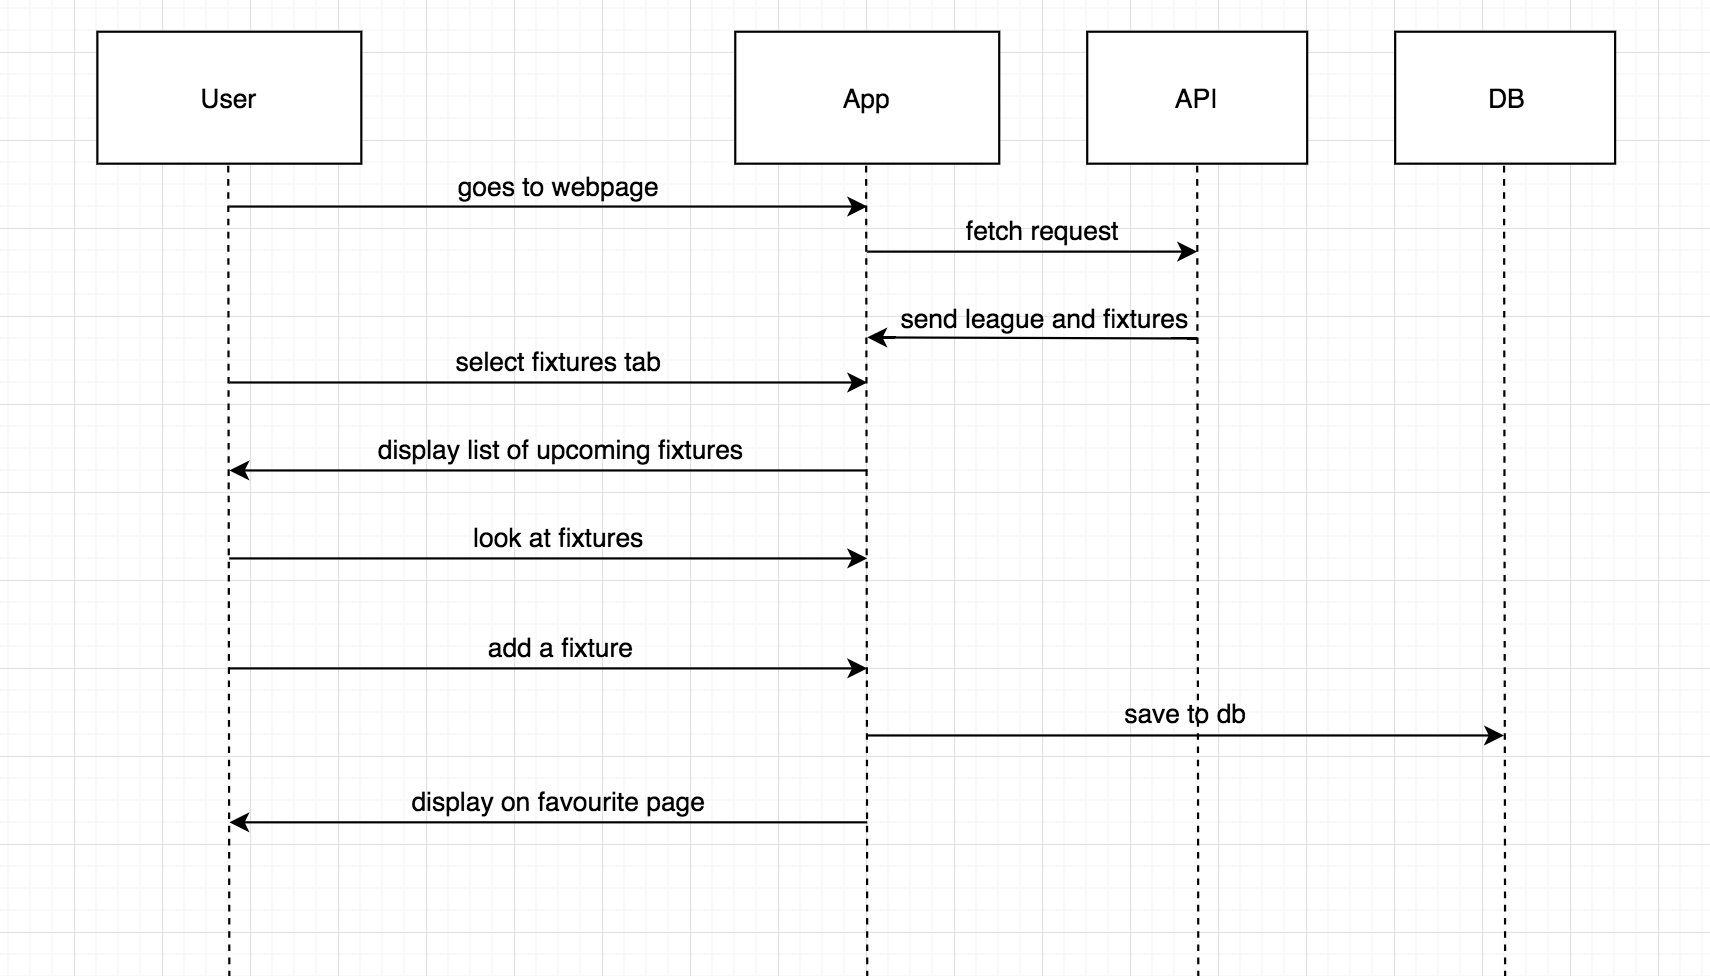 User
App
API
DB
goes to webpage
fetch request
send league and fixtures
select fixtures tab
display list of upcoming fixtures
look at fixtures
add a fixture
save to db
display on favourite page